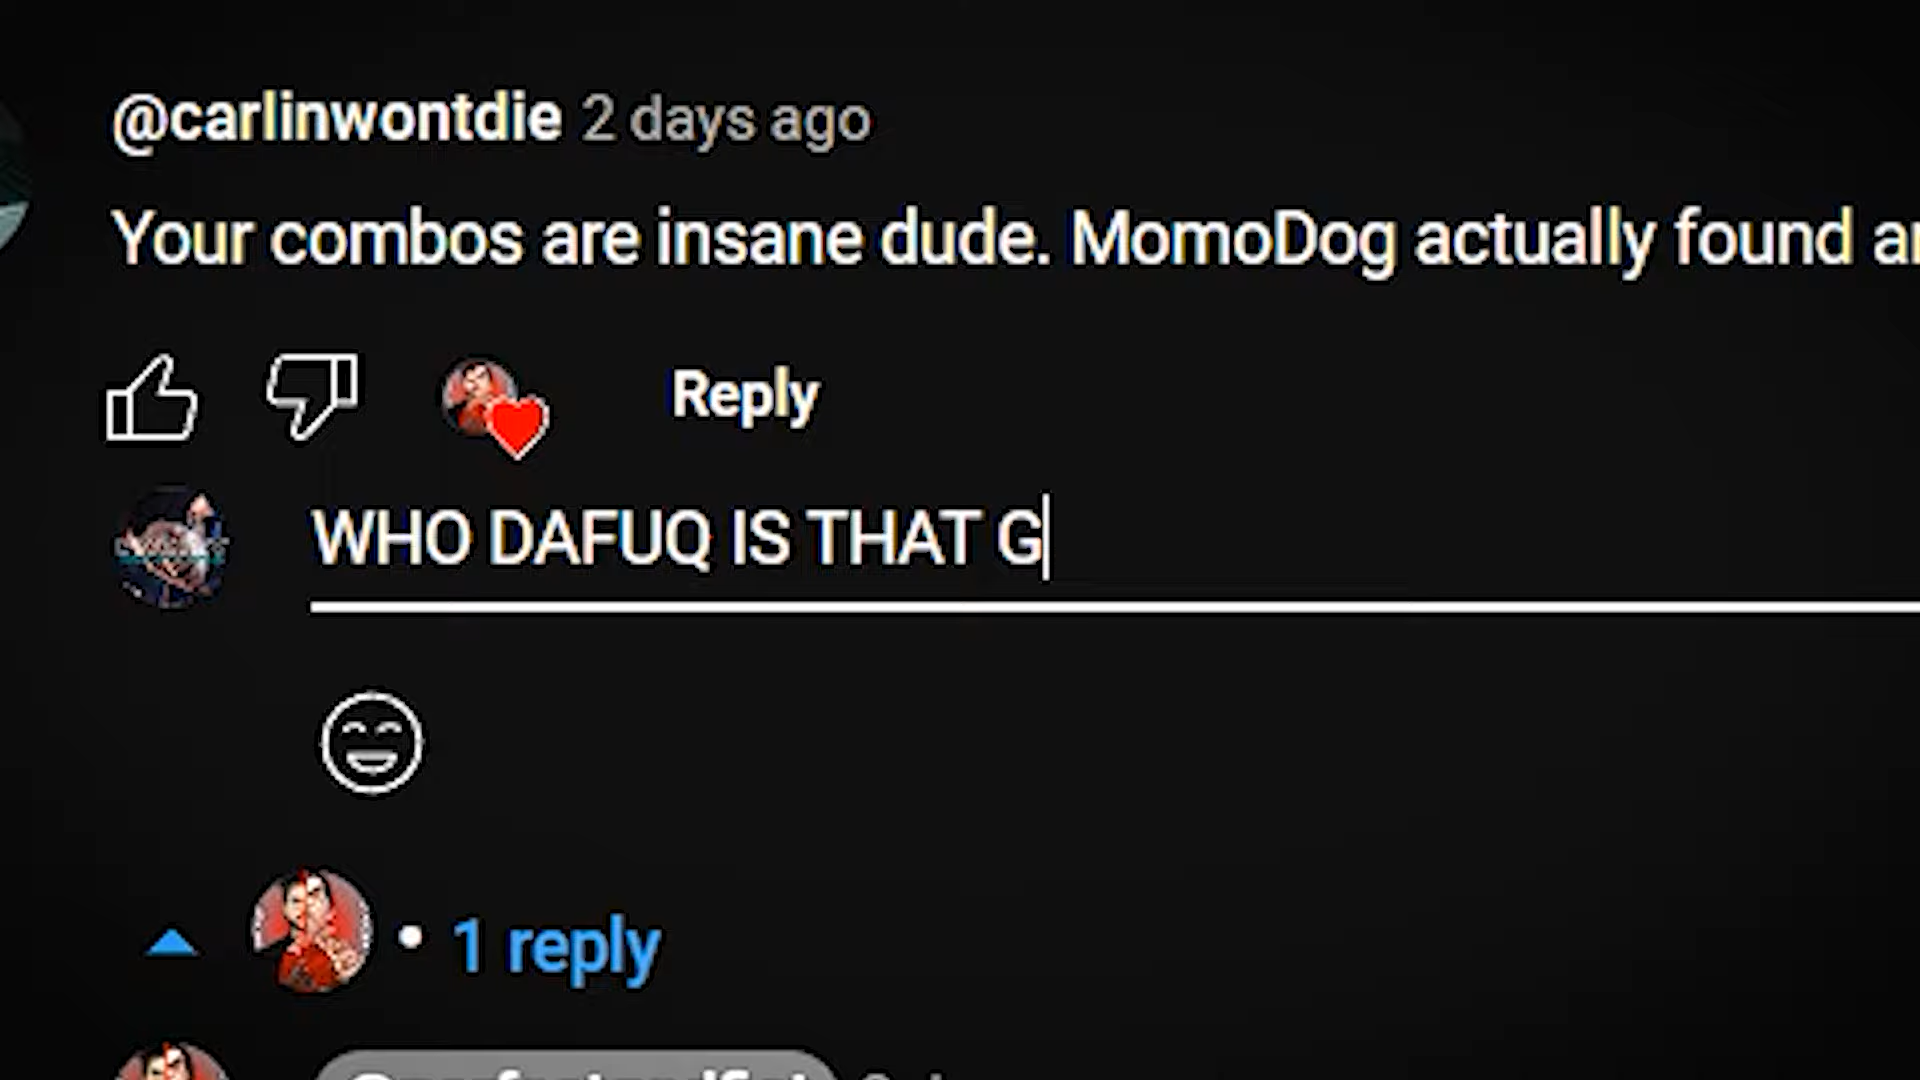 @carlinwontdie 2 days ago
Your combos are insane dude. MomoDog actually found
Reply
WHO DAFUQ IS THAT G
1 reply